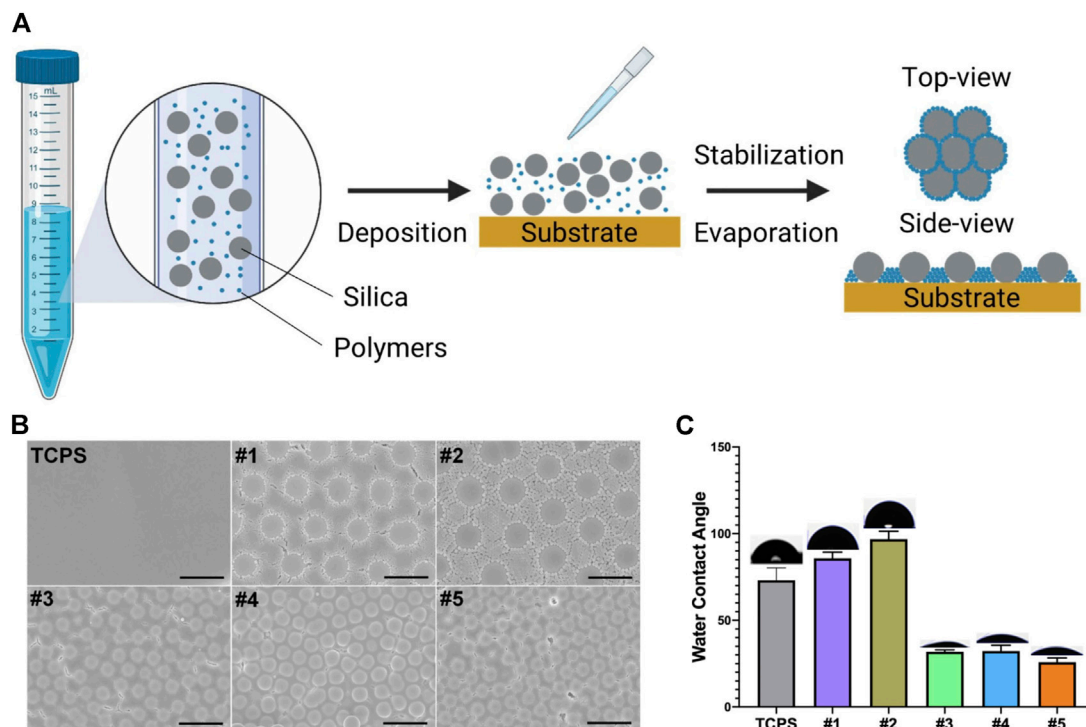 A
mL
15
14
13
12
11
10
9
8
7
6
5
4
3
2
Silica
Polymers
Deposition
Substrate
Stabilization
Evaporation
Top-view
Side-view
Substrate
B
TCPS
#1
#2
#3
#4
#5
C
Water Contact Angle
150
100
50
0
TCPS
#1
#2
#3
#4
#5